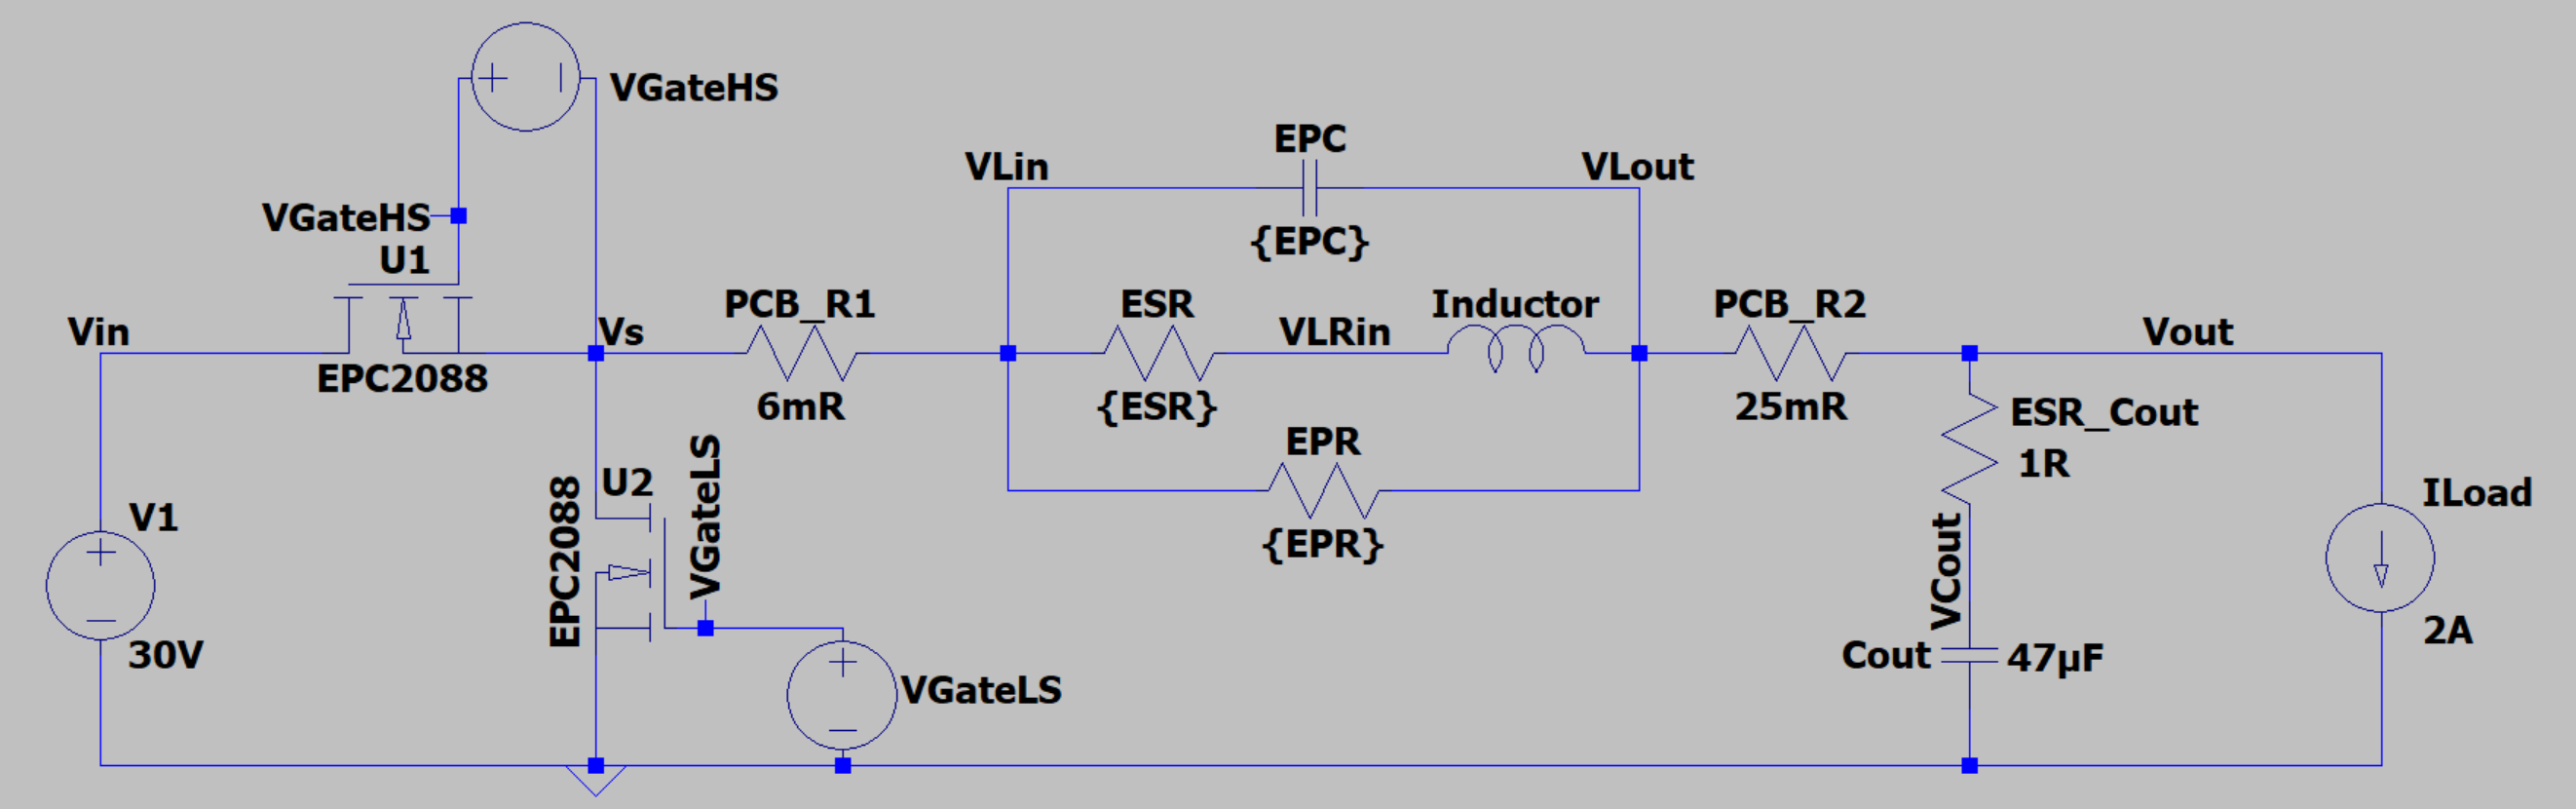 VGateHS
EPC
VLin
VLout
{EPC}
VGateHS
U1
Vin
Vs
PCB_R1
6mR
EPC2088
ESR
{ESR}
VLRin
Inductor
PCB_R2
25mR
Vout
EPR
{EPR}
ESR_Cout
1R
U2
EPC2088
VGateLS
VGateLS
V1
30V
VCout
Cout
47µF
ILoad
2A